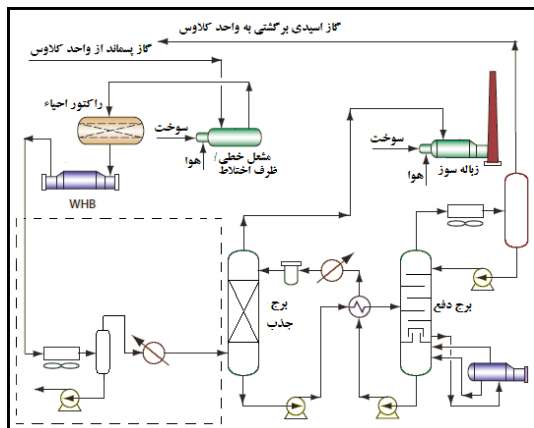 گاز اسیدی برگشتی به واحد کلاوس
گاز پسماند از واحد کلاوس
راکتور احیاء
سوخت
هوا
مشعل خطی /
ظرف اختلاط
WHB
سوخت
هوا
زباله سوز
برج
جذب
برج دفع